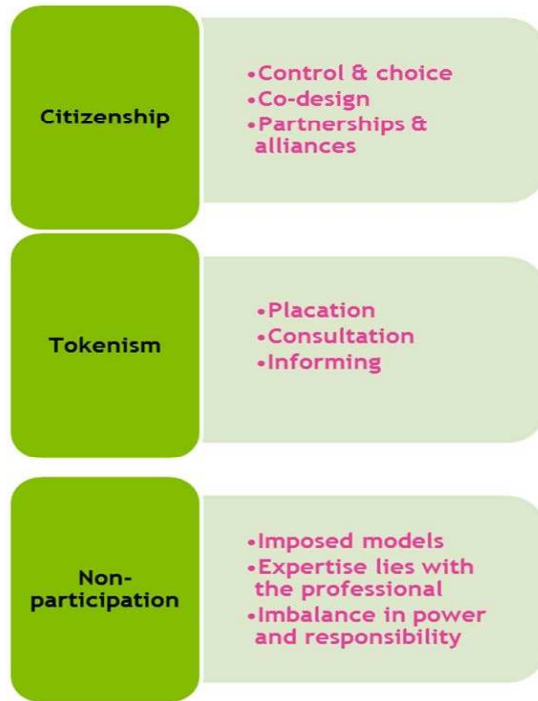 Citizenship
•Control & choice
•Co-design
•Partnerships &
alliances
Tokenism
•Placation
•Consultation
•Informing
Non-
participation
•Imposed models
•Expertise lies with
the professional
•Imbalance in power
and responsibility